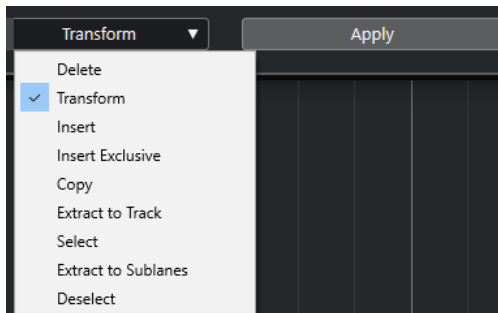 Transform
Apply
Delete
Transform
Insert
Insert Exclusive
Copy
Extract to Track
Select
Extract to Sublanes
Deselect